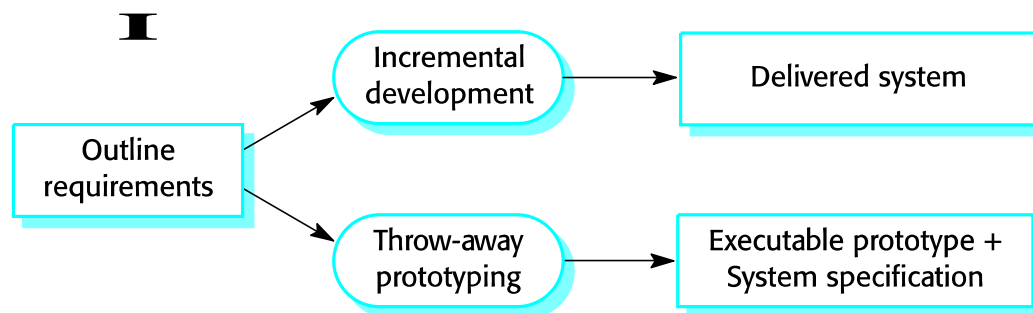 Incremental
development
Delivered system
Outline
requirements
Throw-away
prototyping
Executable prototype +
System specification